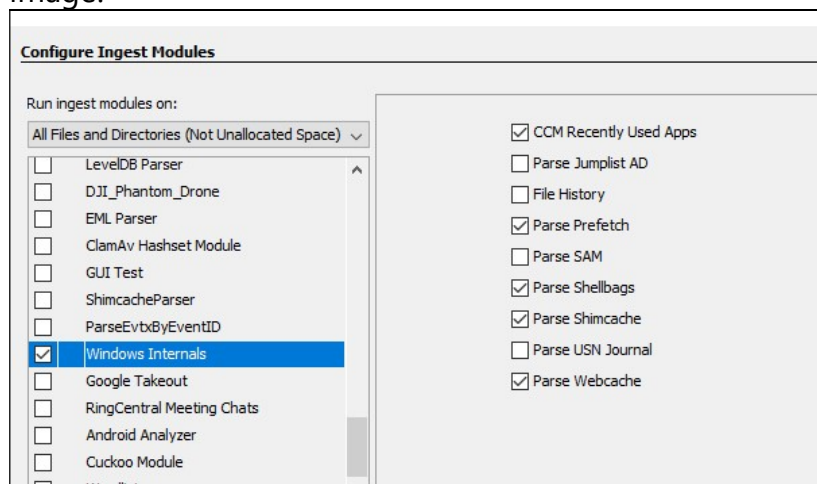 Configure Ingest Modules
Run ingest modules on:
All Files and Directories (Not Unallocated Space)
LevelDB Parser
DJI_Phantom_Drone
EML Parser
ClamAv Hashset Module
GUI Test
ShimcacheParser
ParseEvtxByEventID
Windows Internals
Google Takeout
RingCentral Meeting Chats
Android Analyzer
Cuckoo Module
CCM Recently Used Apps
Parse Jumplist AD
File History
Parse Prefetch
Parse SAM
Parse Shellbags
Parse Shimcache
Parse USN Journal
Parse Webcache